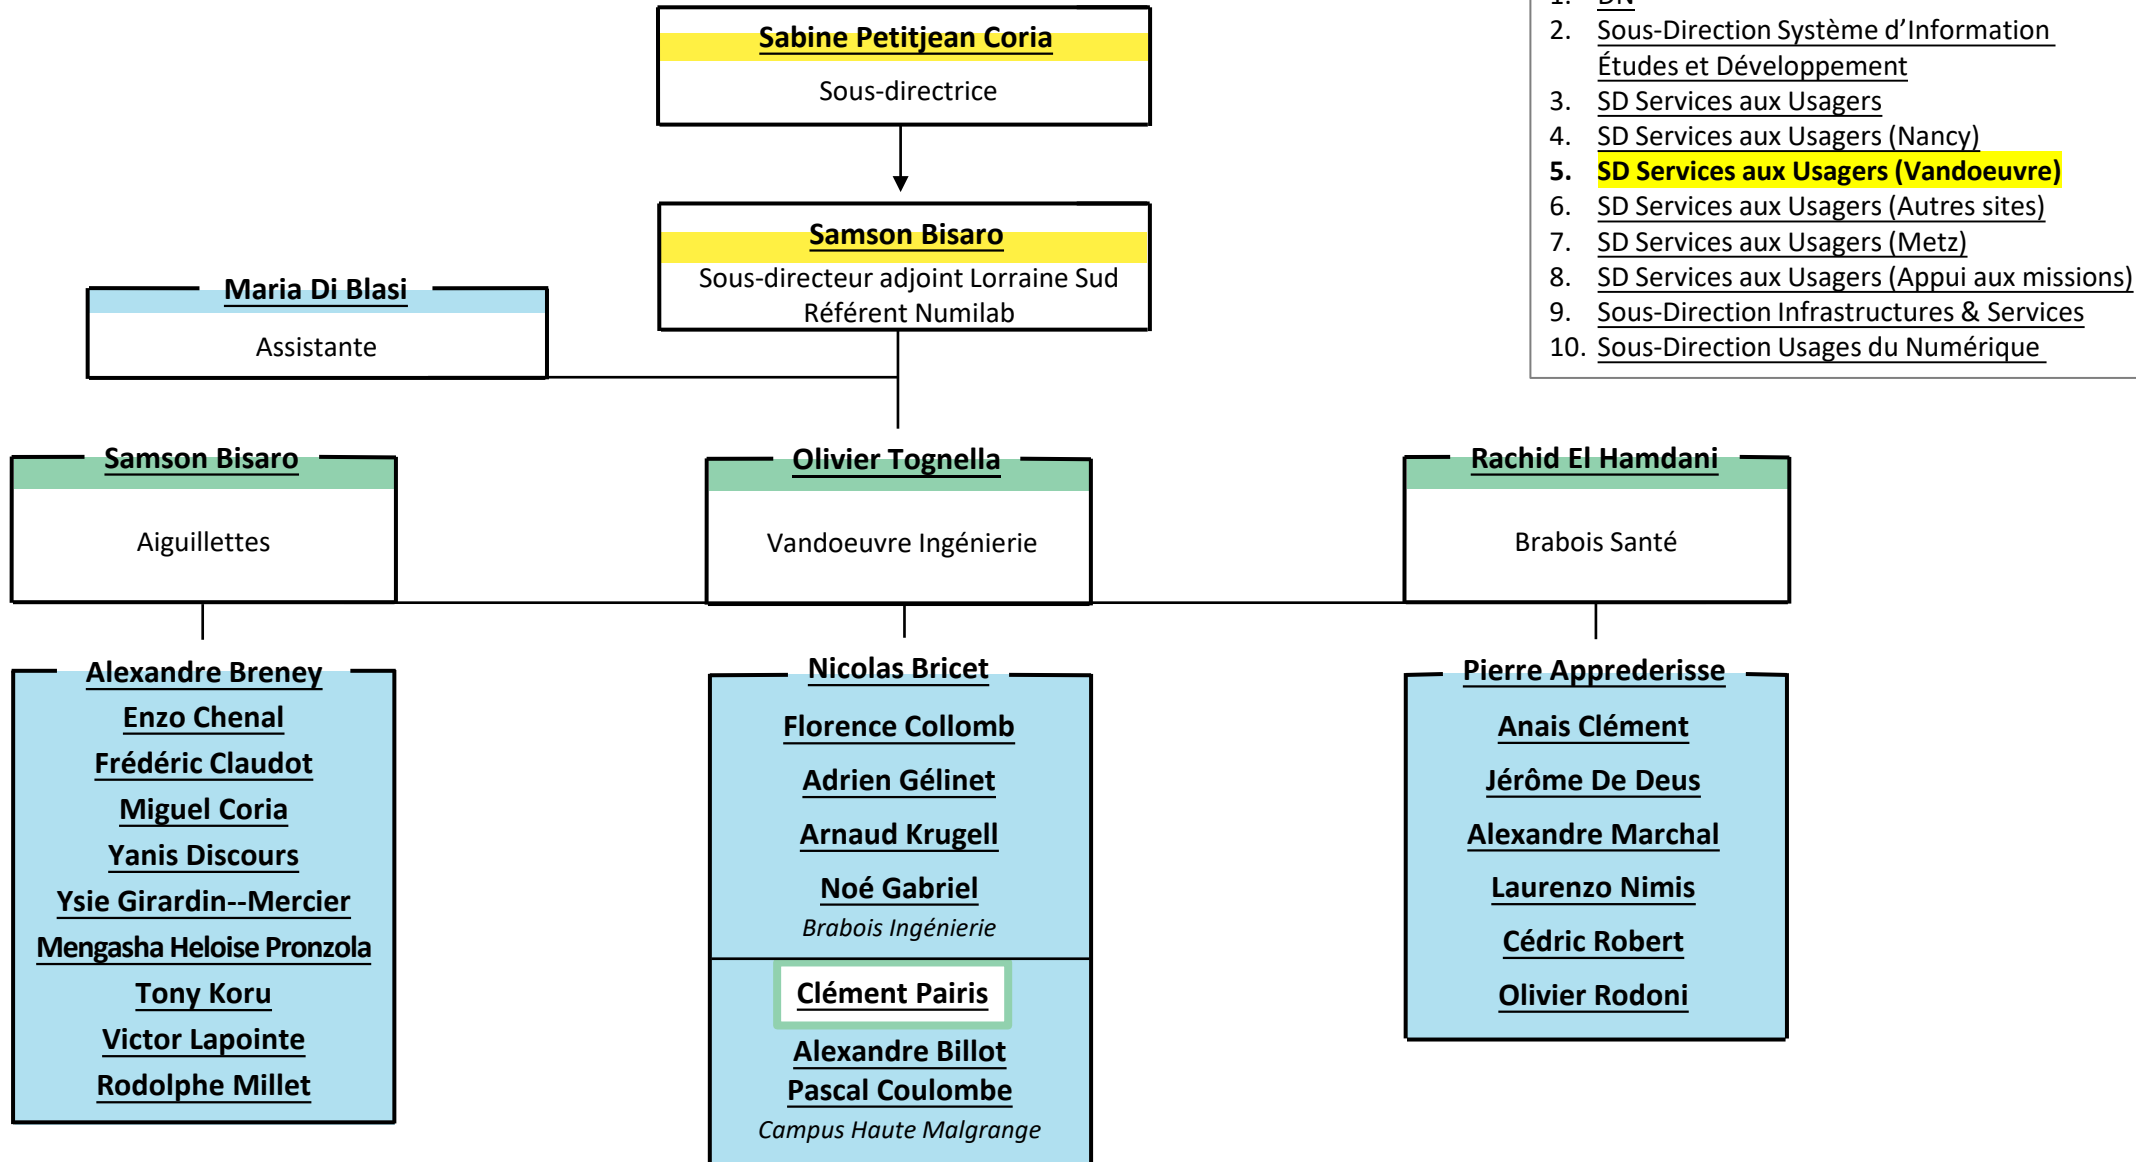 Sabine Petitjean Coria
Sous-directrice
Samson Bisaro
Sous-directeur adjoint Lorraine Sud
Référent Numilab
Maria Di Blasi
Assistante
1. DN
2. Sous-Direction Système d’Information
Études et Développement
3. SD Services aux Usagers
4. SD Services aux Usagers (Nancy)
5. SD Services aux Usagers (Vandoeuvre)
6. SD Services aux Usagers (Autres sites)
7. SD Services aux Usagers (Metz)
8. SD Services aux Usagers (Appui aux missions)
9. Sous-Direction Infrastructures & Services
10. Sous-Direction Usages du Numérique
Samson Bisaro
Aiguillettes
Olivier Tognella
Vandoeuvre Ingénierie
Rachid El Hamdani
Brabois Santé
Alexandre Breney
Enzo Chenal
Frédéric Claudot
Miguel Coria
Yanis Discours
Ysie Girardin--Mercier
Mengasha Heloise Pronzola
Tony Koru
Victor Lapointe
Rodolphe Millet
Nicolas Bricet
Florence Collomb
Adrien Gélinet
Arnaud Krugell
Noé Gabriel
Brabois Ingénierie
Clément Pairis
Alexandre Billot
Pascal Coulombe
Campus Haute Malgrange
Pierre Apprederisse
Anais Clément
Jérôme De Deus
Alexandre Marchal
Laurenzo Nimis
Cédric Robert
Olivier Rodoni